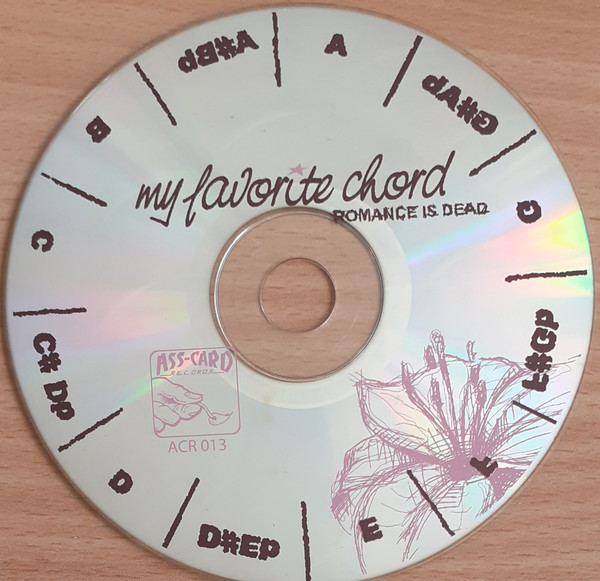 my favorite chord
ROMANCE IS DEAD
A
G#Ab
G
F#Gb
F
E
D#Eb
D
C# Db
C
B
A#Bb
ASS-CARD
RECORDS
ACR 013